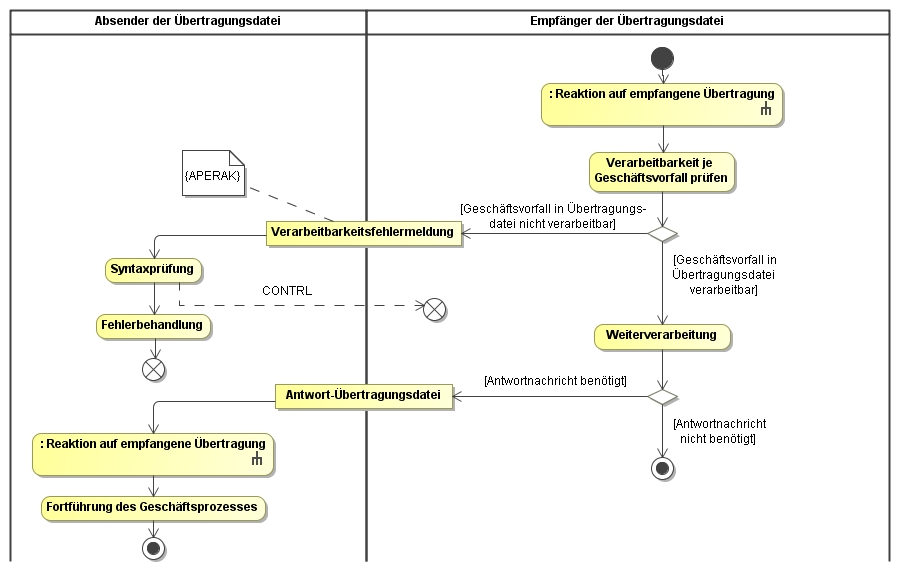 Absender der Übertragungsdatei
Empfänger der Übertragungsdatei
: Reaktion auf empfangene Übertragung
Verarbeitbarkeit je
Geschäftsvorfall prüfen
{APERAK}
[Geschäftsvorfall in Übertragungs-
datei nicht verarbeitbar]
Verarbeitbarkeitsfehlermeldung
[Geschäftsvorfall in
Übertragungsdatei
verarbeitbar]
Syntaxprüfung
CONTRL
Fehlerbehandlung
Weiterverarbeitung
[Antwortnachricht benötigt]
Antwort-Übertragungsdatei
[Antwortnachricht
nicht benötigt]
: Reaktion auf empfangene Übertragung
Fortführung des Geschäftsprozesses